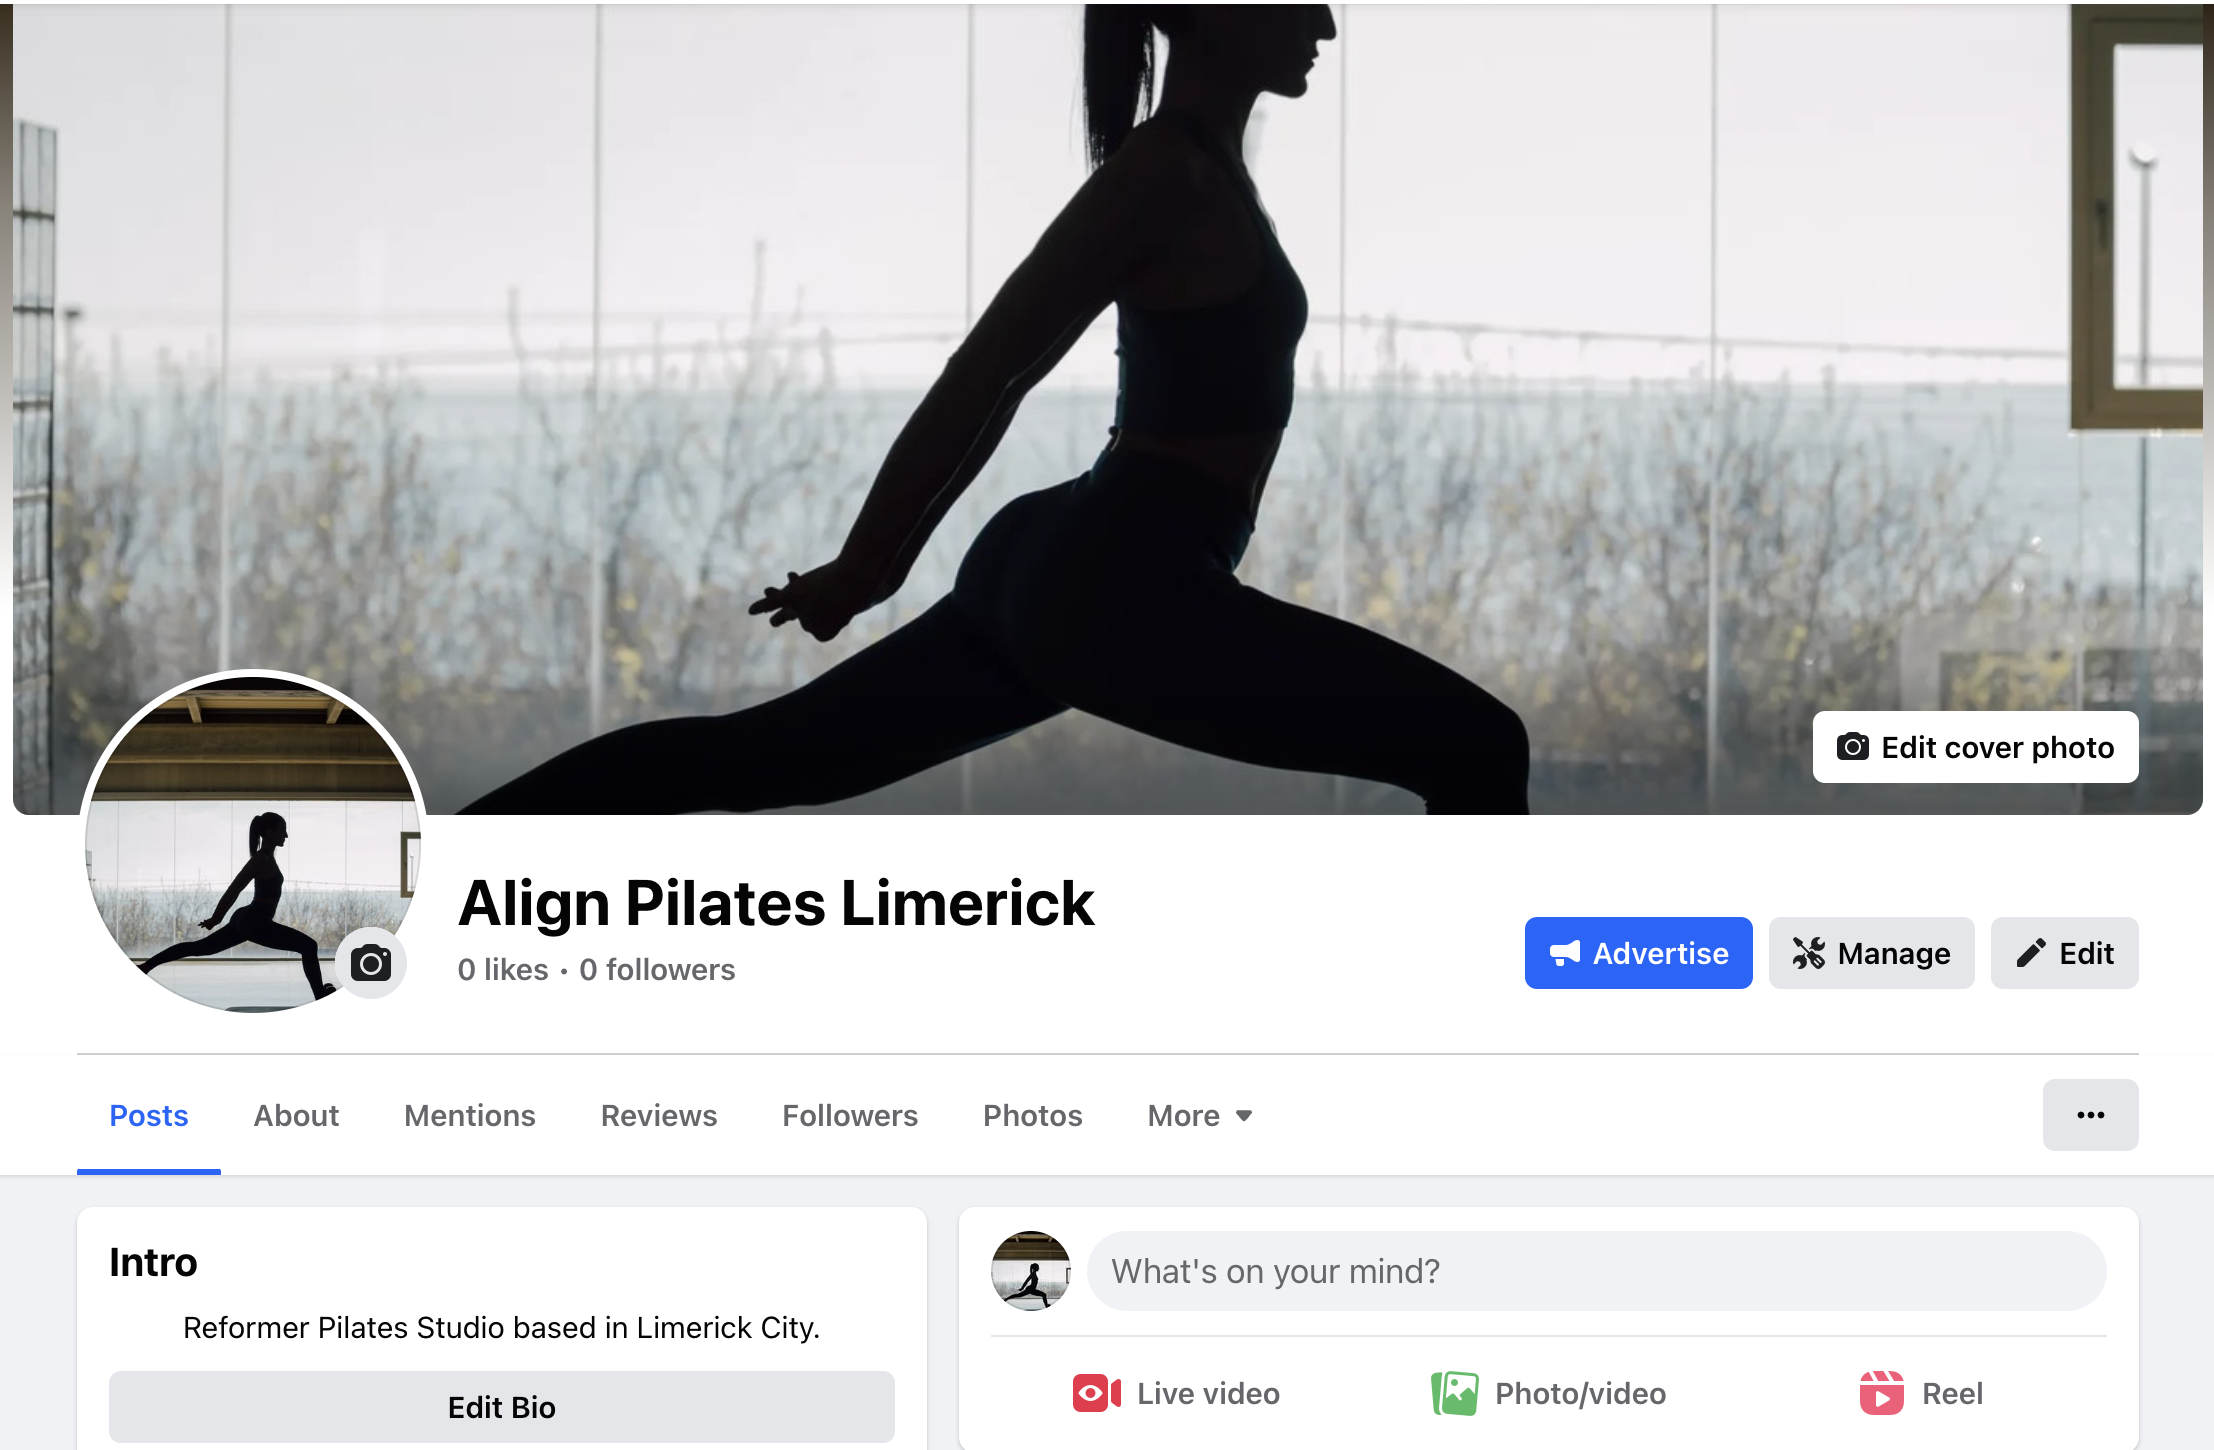 Edit cover photo
Align Pilates Limerick
0 likes • 0 followers
Advertise
Manage
Edit
Posts
About
Mentions
Reviews
Followers
Photos
More
Intro
Reformer Pilates Studio based in Limerick City.
Edit Bio
What's on your mind?
Live video
Photo/video
Reel